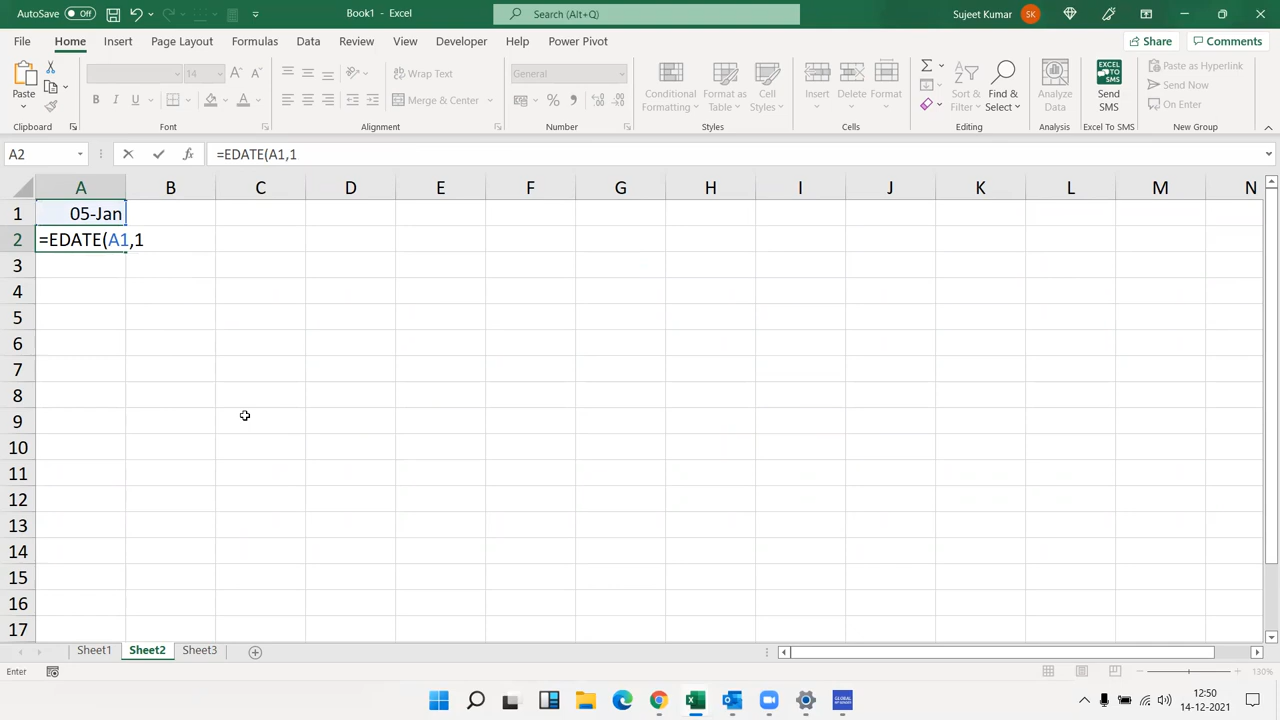 AutoSave Off Book1 - Excel Search (Alt+Q) Sujeet Kumar SK
File Home Insert Page Layout Formulas Data Review View Developer Help Power Pivot Share Comments
Paste 14 A A Wrap Text General Conditional Formatting Format as Table Cell Styles Insert Delete Format Sort & Filter Find & Select Analyze Data Send SMS Paste as Hyperlink
B I U A Merge & Center % Send Now
On Enter
Clipboard Font Alignment Number Styles Cells Editing Analysis Excel To SMS New Group
A2 fx =EDATE(A1,1
A B C D E F G H I J K L M N
1 05-Jan
2 =EDATE(A1,1
3
4
5
6
7
8
9
10
11
12
13
14
15
16
17
Sheet1 Sheet2 Sheet3
Enter 130%
12:50
14-12-2021